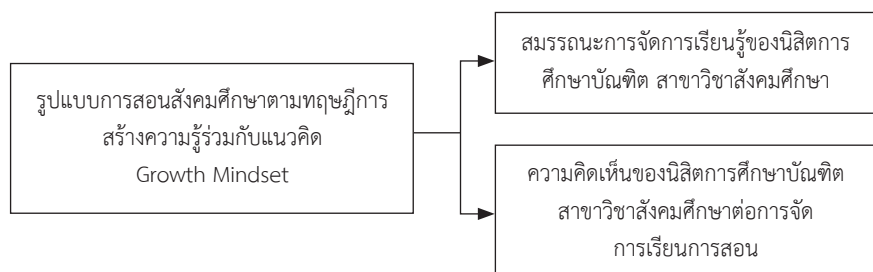 รูปแบบการสอนสังคมศึกษาตามทฤษฎีการ
สร้างความรู้ร่วมกับแนวคิด
Growth Mindset
สมรรถนะการจัดการเรียนรู้ของนิสิตการ
ศึกษาบัณฑิต สาขาวิชาสังคมศึกษา
ความคิดเห็นของนิสิตการศึกษาบัณฑิต
สาขาวิชาสังคมศึกษาต่อการจัด
การเรียนการสอน